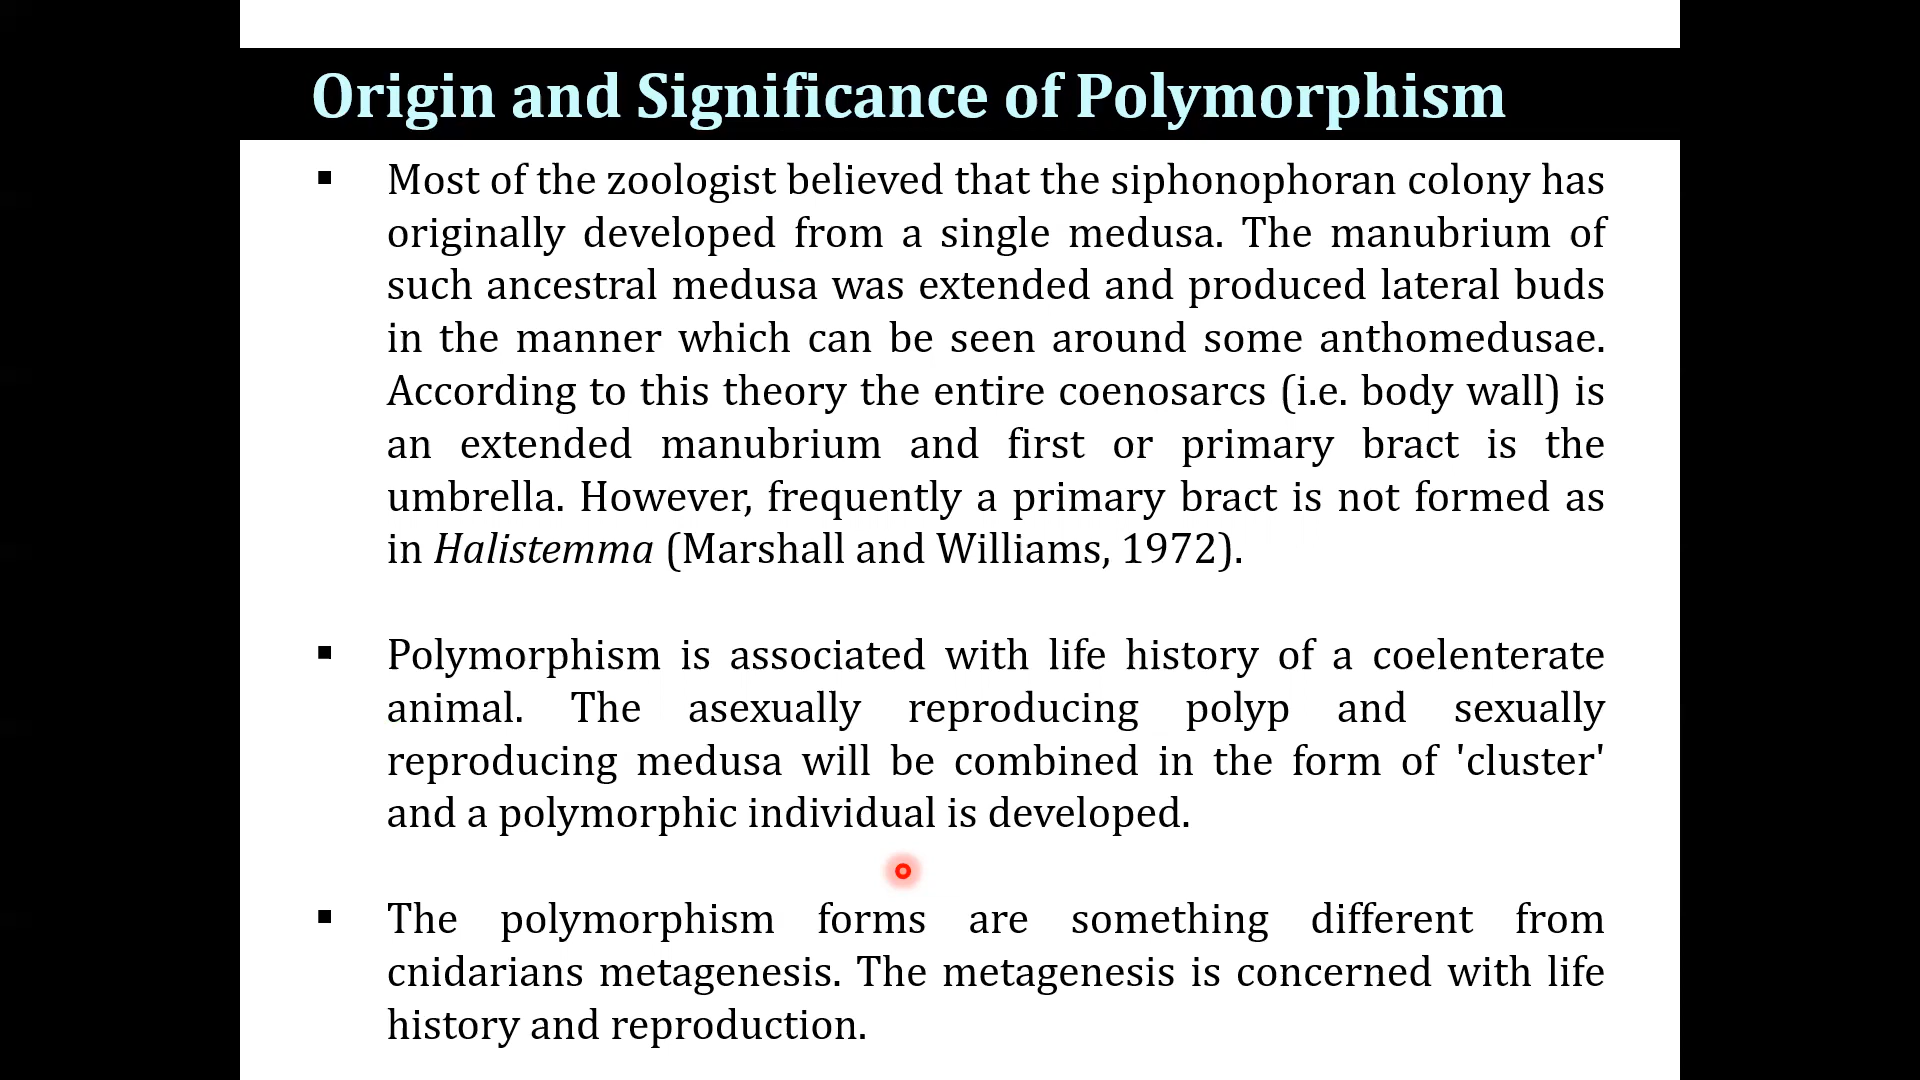 Origin and Significance of Polymorphism
▪ Most of the zoologist believed that the siphonophoran colony has
originally developed from a single medusa. The manubrium of
such ancestral medusa was extended and produced lateral buds
in the manner which can be seen around some anthomedusae.
According to this theory the entire coenosarcs (i.e. body wall) is
an extended manubrium and first or primary bract is the
umbrella. However, frequently a primary bract is not formed as
in Halistemma (Marshall and Williams, 1972).
▪ Polymorphism is associated with life history of a coelenterate
animal. The asexually reproducing polyp and sexually
reproducing medusa will be combined in the form of 'cluster'
and a polymorphic individual is developed.
▪ The polymorphism forms are something different from
cnidarians metagenesis. The metagenesis is concerned with life
history and reproduction.